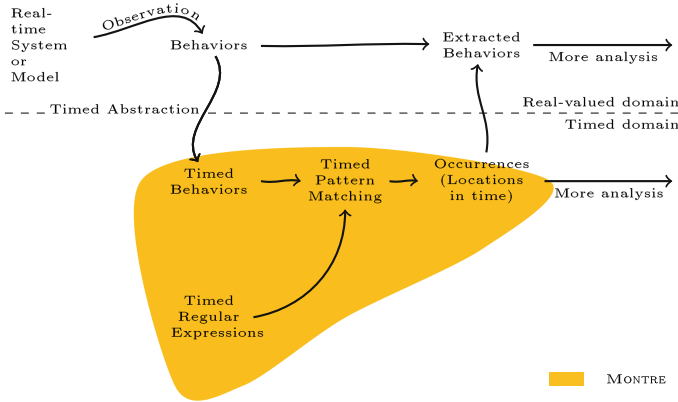 Real-
time
System
or
Model
Observation
Behaviors
Extracted
Behaviors
More analysis
Timed Abstraction
Real-valued domain
Timed domain
Timed
Behaviors
Timed
Pattern
Matching
Occurrences
(Locations
in time)
More analysis
Timed
Regular
Expressions
MONTRE